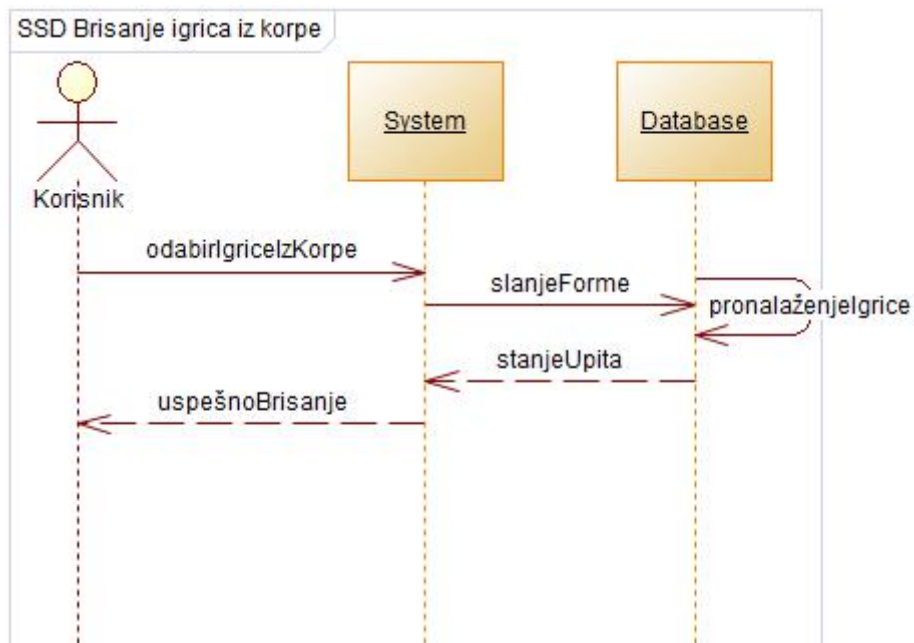 SSD Brisanje igrica iz korpe
System
Database
Korisnik
odabirIgriceIzKorpe
slanjeForme
pronalaženjeIgrice
stanjeUpita
uspešnoBrisanje